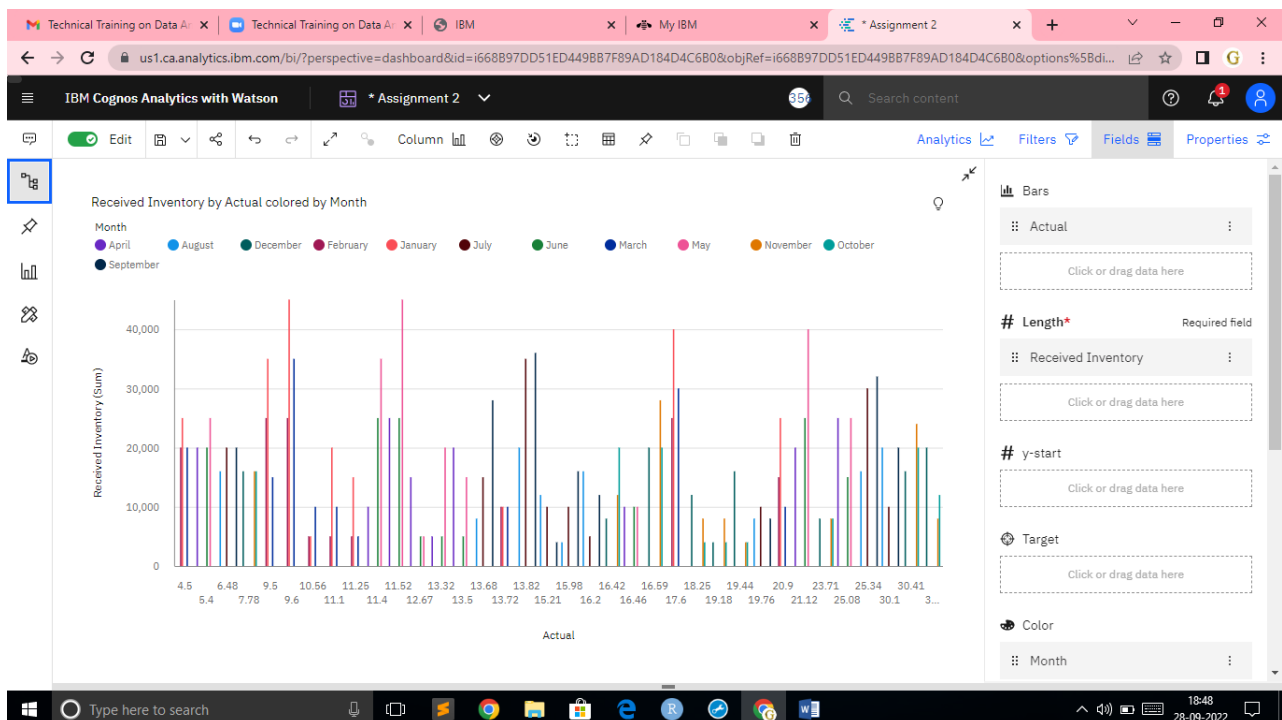 Technical Training on Data Ar Technical Training on Data Ar IBM My IBM * Assignment 2
us1.ca.analytics.ibm.com/bi/?perspective=dashboard&id=i668B97DD51ED449BB7F89AD184D4C6B0&objRef=i668B97DD51ED449BB7F89AD184D4C6B0&options%5Bdi... G
IBM Cognos Analytics with Watson * Assignment 2 356 Search content 1
Edit Column Analytics Filters Fields Properties
Received Inventory by Actual colored by Month
Month
April August December February January July June March May November October
September
Received Inventory (Sum)
40,000
30,000
20,000
10,000
0
4.5 6.48 9.5 10.56 11.25 11.52 13.32 13.68 13.82 15.98 16.42 16.59 18.25 19.44 20.9 23.71 25.34 30.41
5.4 7.78 9.6 11.1 11.4 12.67 13.5 13.72 15.21 16.2 16.46 17.6 19.18 19.76 21.12 25.08 30.1 3...
Actual
Bars
Actual
Click or drag data here
# Length* Required field
Received Inventory
Click or drag data here
# y-start
Click or drag data here
Target
Click or drag data here
Color
Month
Type here to search R W 18:48
28-09-2022